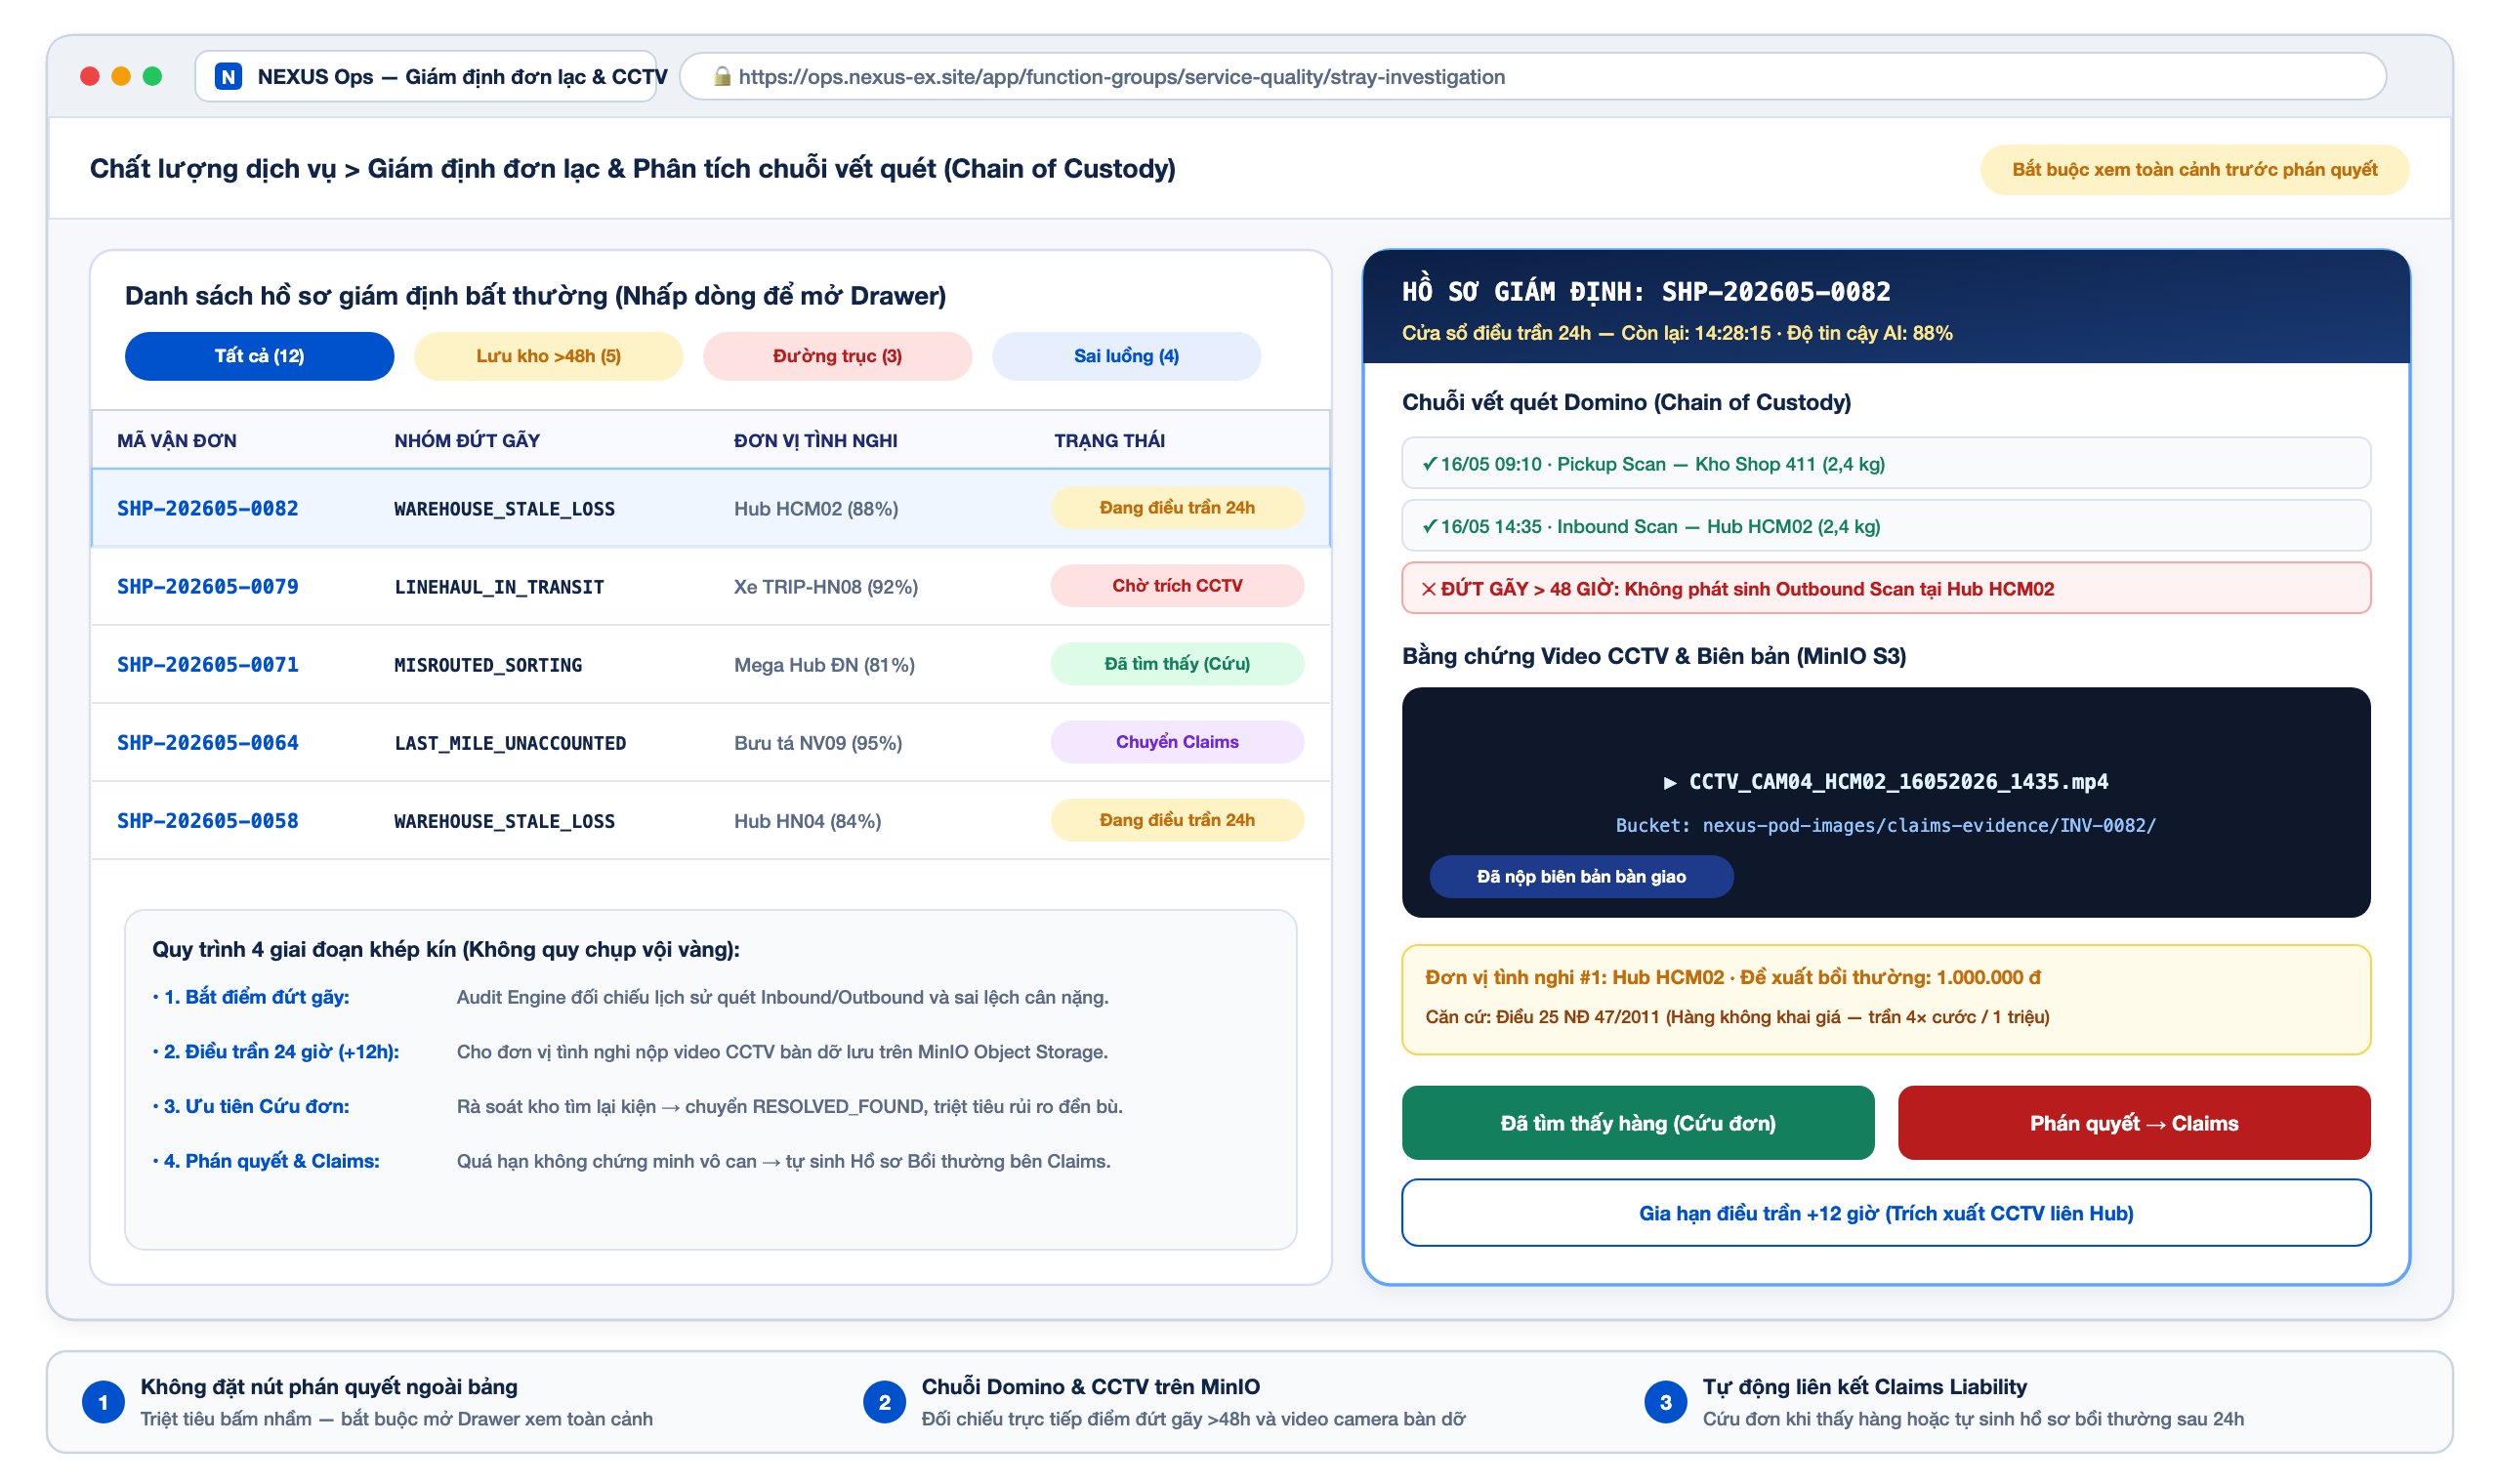 N NEXUS Ops — Giám định đơn lạc & CCTV
https://ops.nexus-ex.site/app/function-groups/service-quality/stray-investigation
Chất lượng dịch vụ > Giám định đơn lạc & Phân tích chuỗi vết quét (Chain of Custody)
Bắt buộc xem toàn cảnh trước phán quyết
Danh sách hồ sơ giám định bất thường (Nhấp dòng để mở Drawer)
Tất cả (12)
Lưu kho >48h (5)
Đường trục (3)
Sai luồng (4)
MÃ VẬN ĐƠN NHÓM ĐỨT GÃY ĐƠN VỊ TÌNH NGHI TRẠNG THÁI
SHP-202605-0082 WAREHOUSE_STALE_LOSS Hub HCM02 (88%) Đang điều trần 24h
SHP-202605-0079 LINEHAUL_IN_TRANSIT Xe TRIP-HN08 (92%) Chờ trích CCTV
SHP-202605-0071 MISROUTED_SORTING Mega Hub ĐN (81%) Đã tìm thấy (Cứu)
SHP-202605-0064 LAST_MILE_UNACCOUNTED Bưu tá NV09 (95%) Chuyển Claims
SHP-202605-0058 WAREHOUSE_STALE_LOSS Hub HN04 (84%) Đang điều trần 24h
Quy trình 4 giai đoạn khép kín (Không quy chụp vội vàng):
• 1. Bắt điểm đứt gãy: Audit Engine đối chiếu lịch sử quét Inbound/Outbound và sai lệch cân nặng.
• 2. Điều trần 24 giờ (+12h): Cho đơn vị tình nghi nộp video CCTV bàn dỡ lưu trên MinIO Object Storage.
• 3. Ưu tiên Cứu đơn: Rà soát kho tìm lại kiện → chuyển RESOLVED_FOUND, triệt tiêu rủi ro đền bù.
• 4. Phán quyết & Claims: Quá hạn không chứng minh vô can → tự sinh Hồ sơ Bồi thường bên Claims.
HỒ SƠ GIÁM ĐỊNH: SHP-202605-0082
Cửa sổ điều trần 24h — Còn lại: 14:28:15 · Độ tin cậy AI: 88%
Chuỗi vết quét Domino (Chain of Custody)
✓ 16/05 09:10 · Pickup Scan — Kho Shop 411 (2,4 kg)
✓ 16/05 14:35 · Inbound Scan — Hub HCM02 (2,4 kg)
✕ ĐỨT GÃY > 48 GIỜ: Không phát sinh Outbound Scan tại Hub HCM02
Bằng chứng Video CCTV & Biên bản (MinIO S3)
▶ CCTV_CAM04_HCM02_16052026_1435.mp4
Bucket: nexus-pod-images/claims-evidence/INV-0082/
Đã nộp biên bản bàn giao
Đơn vị tình nghi #1: Hub HCM02 · Đề xuất bồi thường: 1.000.000 đ
Căn cứ: Điều 25 NĐ 47/2011 (Hàng không khai giá — trần 4× cước / 1 triệu)
Đã tìm thấy hàng (Cứu đơn)
Phán quyết → Claims
Gia hạn điều trần +12 giờ (Trích xuất CCTV liên Hub)
1 Không đặt nút phán quyết ngoài bảng
Triệt tiêu bấm nhầm — bắt buộc mở Drawer xem toàn cảnh
2 Chuỗi Domino & CCTV trên MinIO
Đối chiếu trực tiếp điểm đứt gãy >48h và video camera bàn dỡ
3 Tự động liên kết Claims Liability
Cứu đơn khi thấy hàng hoặc tự sinh hồ sơ bồi thường sau 24h